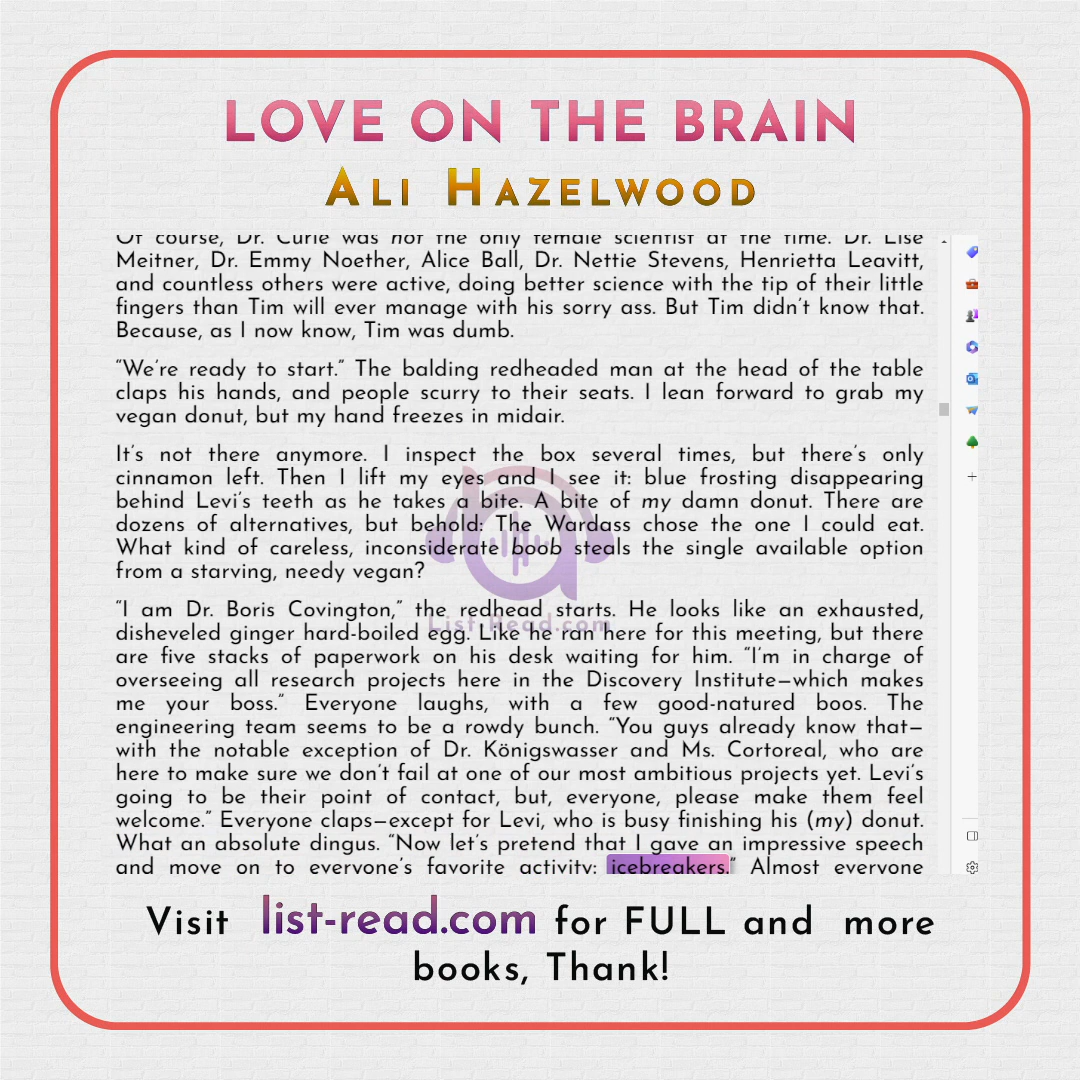 LOVE ON THE BRAIN
ALI HAZELWOOD
Of course, Dr. Curie was not the only female scientist at the time. Dr. Lise
Meitner, Dr. Emmy Noether, Alice Ball, Dr. Nettie Stevens, Henrietta Leavitt,
and countless others were active, doing better science with the tip of their little
fingers than Tim will ever manage with his sorry ass. But Tim didn’t know that.
Because, as I now know, Tim was dumb.
“We’re ready to start.” The balding redheaded man at the head of the table
claps his hands, and people scurry to their seats. I lean forward to grab my
vegan donut, but my hand freezes in midair.
It’s not there anymore. I inspect the box several times, but there’s only
cinnamon left. Then I lift my eyes and I see it: blue frosting disappearing
behind Levi’s teeth as he takes a bite. A bite of my damn donut. There are
dozens of alternatives, but behold: The Wardass chose the one I could eat.
What kind of careless, inconsiderate boob steals the single available option
from a starving, needy vegan?
“I am Dr. Boris Covington,” the redhead starts. He looks like an exhausted,
List-Read.com
disheveled ginger hard-boiled egg. Like he ran here for this meeting, but there
are five stacks of paperwork on his desk waiting for him. “I’m in charge of
overseeing all research projects here in the Discovery Institute—which makes
me your boss.” Everyone laughs, with a few good-natured boos. The
engineering team seems to be a rowdy bunch. “You guys already know that—
with the notable exception of Dr. Königswasser and Ms. Cortoreal, who are
here to make sure we don’t fail at one of our most ambitious projects yet. Levi’s
going to be their point of contact, but, everyone, please make them feel
welcome.” Everyone claps—except for Levi, who is busy finishing his (my) donut.
What an absolute dingus. “Now let’s pretend that I gave an impressive speech
and move on to everyone’s favorite activity: icebreakers.” Almost everyone
Visit list-read.com for FULL and more
books, Thank!